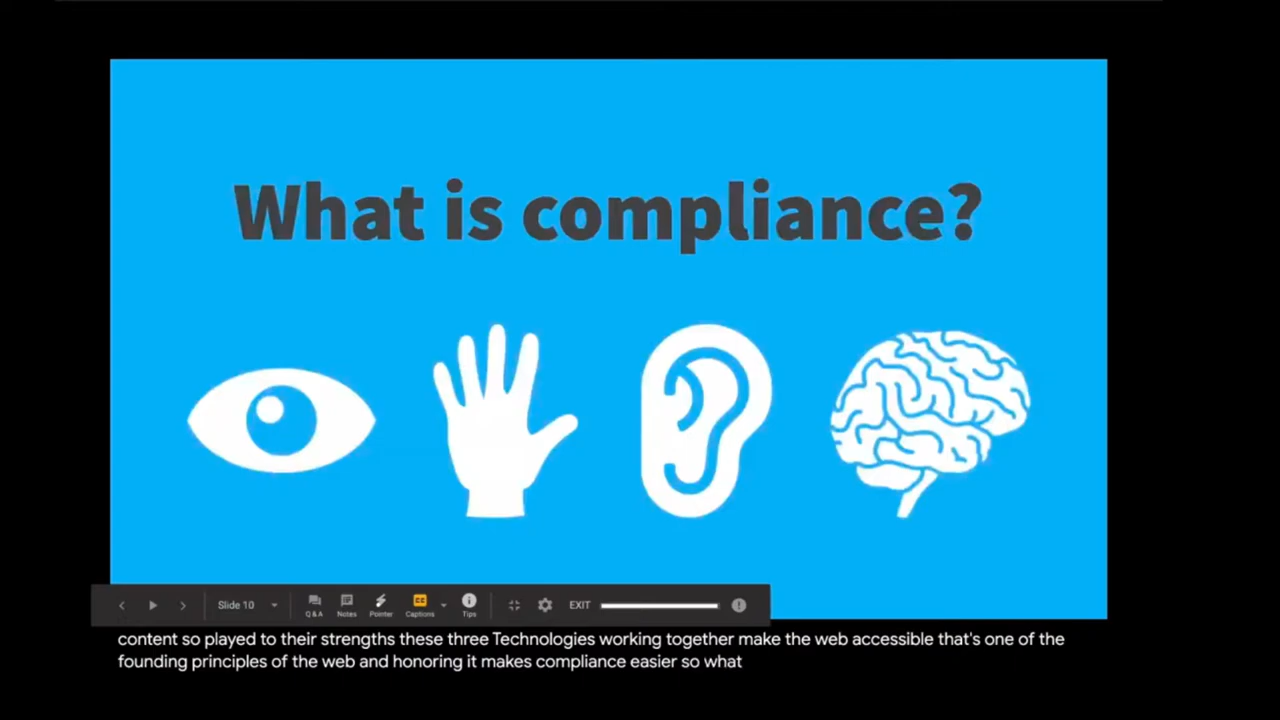 What is compliance?
Slide 10
Q&A
Notes
Pointer
CC
Captions
Tips
EXIT
content so played to their strengths these three Technologies working together make the web accessible that's one of the
founding principles of the web and honoring it makes compliance easier so what